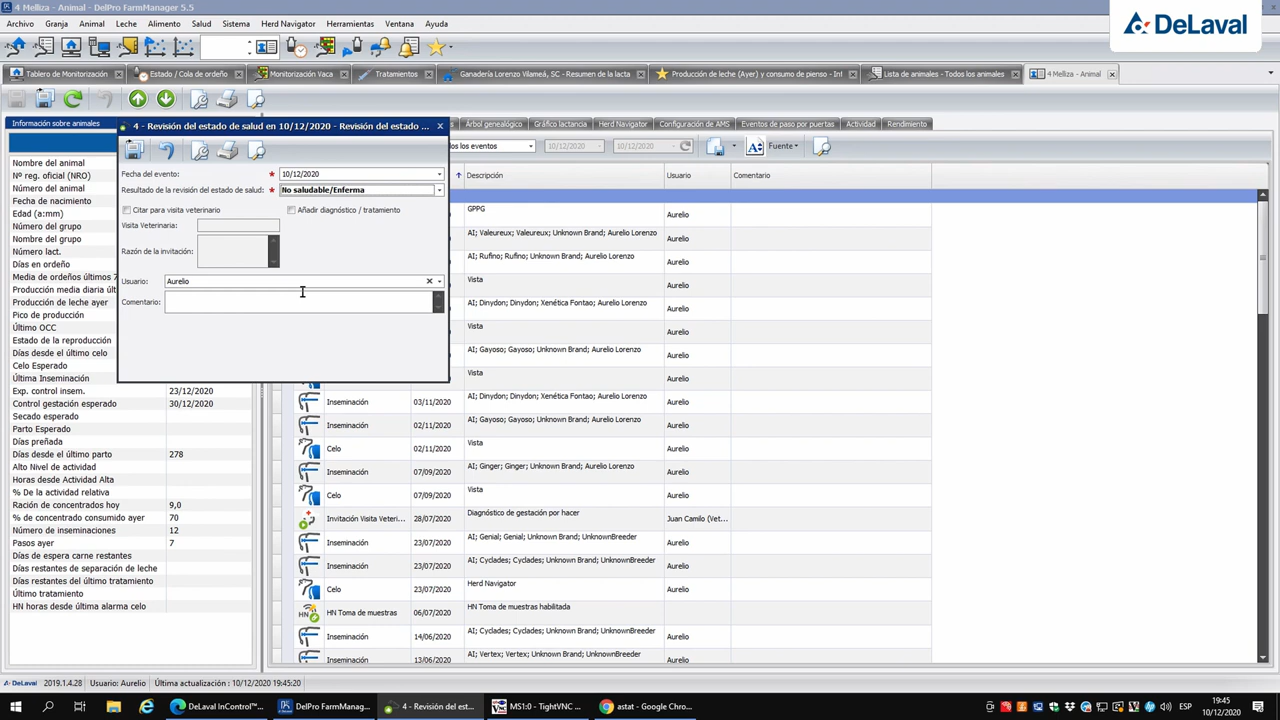 4 Melliza - Animal - DelPro FarmManager 5.5
Archivo Granja Animal Leche Alimento Salud Sistema Herd Navigator Herramientas Ventana Ayuda
DeLaval
Tablero de Monitorización Estado / Cola de ordeño Monitorización Vaca Tratamientos Ganadería Lorenzo Vilameá, SC - Resumen de la lacta Producción de leche (Ayer) y consumo de pienso - Inf Lista de animales - Todo los animales 4 Melliza - Animal
Información sobre animales
Árbol genealógico Gráfico lactancia Herd Navigator Configuración de AMS Eventos de paso por puertas Actividad Rendimiento
4 - Revisión del estado de salud en 10/12/2020 - Revisión del estado ...
los eventos 10/12/2020 10/12/2020 Fuente
Fecha del evento: * 10/12/2020
Resultado de la revisión del estado de salud: * No saludable/Enferma
Citar para visita veterinario Añadir diagnóstico / tratamiento
Visita Veterinaria:
Razón de la invitación:
Usuario: Aurelio
Comentario:
Nombre del animal
Nº reg. oficial (NRO)
Número del animal
Fecha de nacimiento
Edad (a:mm)
Número del grupo
Nombre del grupo
Número lact.
Días en ordeño
Media de ordeños últimos 7
Producción media diaria últ
Producción de leche ayer
Pico de producción
Último OCC
Estado de la reproducción
Días desde el último celo
Celo Esperado
Última Inseminación
Exp. control insem. 23/12/2020
Control gestación esperado 30/12/2020
Secado esperado
Parto Esperado
Días preñada
Días desde el último parto 278
Alto Nivel de actividad
Horas desde Actividad Alta
% De la actividad relativa
Ración de concentrados hoy 9,0
% de concentrado consumido ayer 70
Número de inseminaciones 12
Pasos ayer 7
Días de espera carne restantes
Días restantes de separación de leche
Días restantes del último tratamiento
Último tratamiento
HN horas desde última alarma celo
Descripción Usuario Comentario
GPPG Aurelio
AI; Valeureux; Valeureux; Unknown Brand; Aurelio Lorenzo Aurelio
AI; Rufino; Rufino; Unknown Brand; Aurelio Lorenzo Aurelio
Vista Aurelio
AI; Dinydon; Dinydon; Xenética Fontao; Aurelio Lorenzo Aurelio
Vista Aurelio
AI; Gayoso; Gayoso; Unknown Brand; Aurelio Lorenzo Aurelio
Vista Aurelio
Inseminación 03/11/2020 AI; Dinydon; Dinydon; Xenética Fontao; Aurelio Lorenzo Aurelio
Inseminación 02/11/2020 AI; Gayoso; Gayoso; Unknown Brand; Aurelio Lorenzo Aurelio
Celo 02/11/2020 Vista Aurelio
Inseminación 07/09/2020 AI; Ginger; Ginger; Unknown Brand; Aurelio Lorenzo Aurelio
Celo 07/09/2020 Vista Aurelio
Invitación Visita Veteri... 28/07/2020 Diagnóstico de gestación por hacer Juan Camilo (Vet...
Inseminación 23/07/2020 AI; Genial; Genial; Unknown Brand; UnknownBreeder Aurelio
Inseminación 23/07/2020 AI; Cyclades; Cyclades; Unknown Brand; UnknownBreeder Aurelio
Celo 23/07/2020 Herd Navigator Aurelio
HN HN Toma de muestras 06/07/2020 HN Toma de muestras habilitada
Inseminación 14/06/2020 AI; Cyclades; Cyclades; Unknown Brand; UnknownBreeder Aurelio
Inseminación 13/06/2020 AI; Vertex; Vertex; Unknown Brand; UnknownBreeder Aurelio
DeLaval 2019.1.4.28 Usuario: Aurelio Última actualización : 10/12/2020 19:45:20
DeLaval InControl™... DelPro FarmManag... 4 - Revisión del est... MS1:0 - TightVNC ... astat - Google Chro... ESP 19:45
10/12/2020